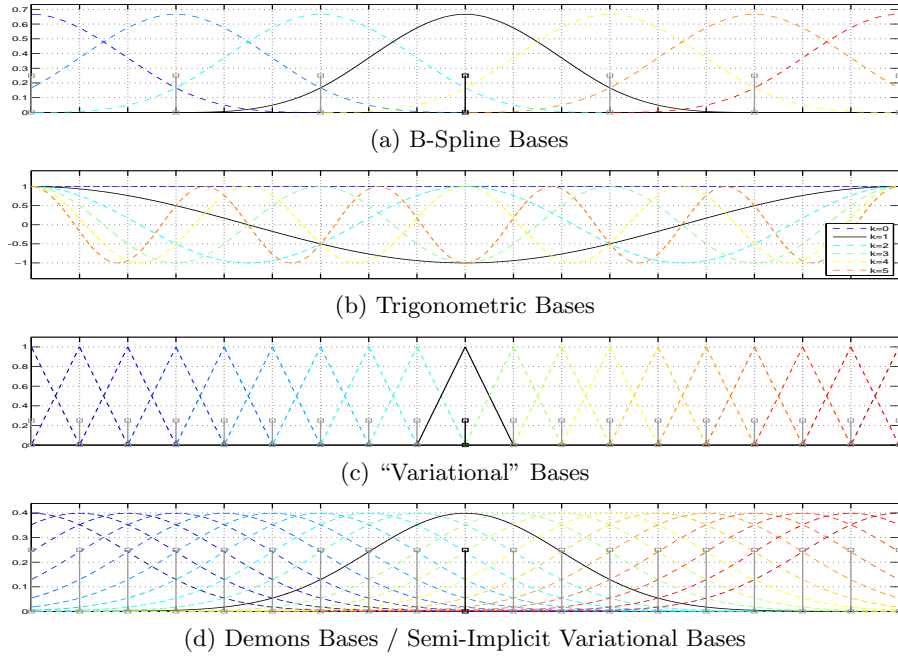 0.7
0.6
0.5
0.4
0.3
0.2
0.1
0
(a) B-Spline Bases
1
0.5
0
−0.5
−1
k=0
k=1
k=2
k=3
k=4
k=5
(b) Trigonometric Bases
1
0.8
0.6
0.4
0.2
0
(c) “Variational” Bases
0.4
0.3
0.2
0.1
0
(d) Demons Bases / Semi-Implicit Variational Bases